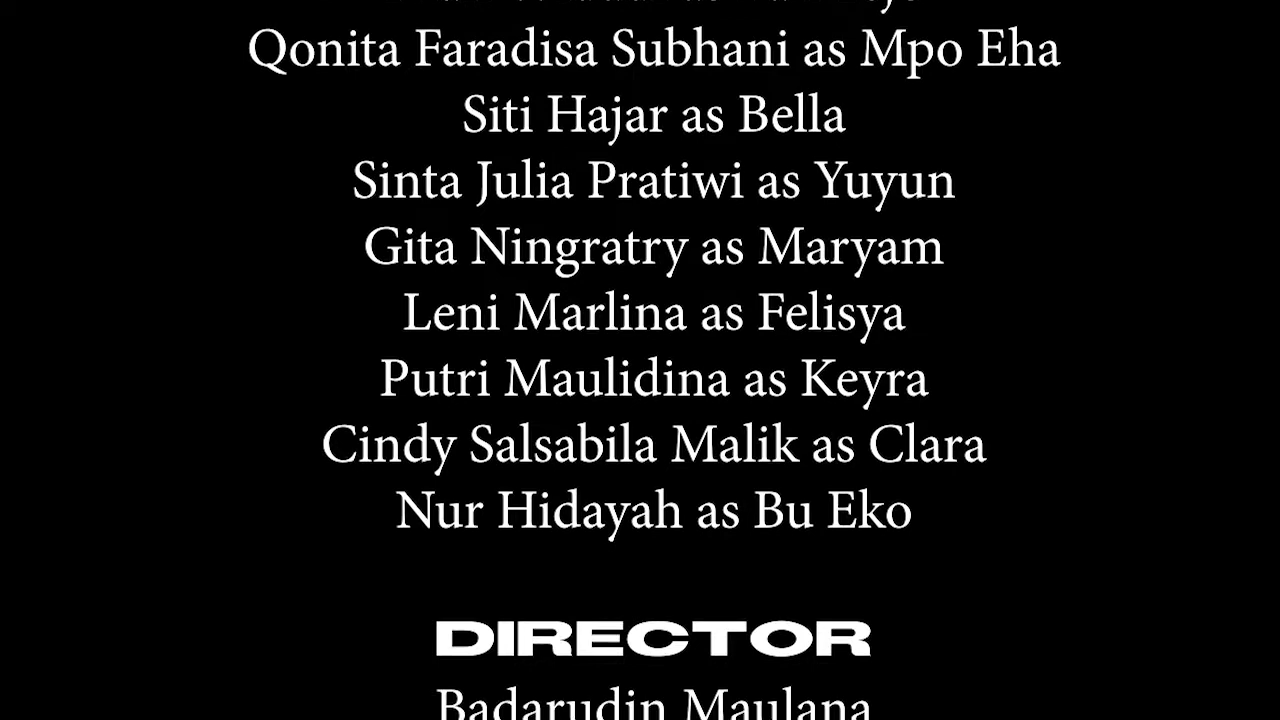 Qonita Faradisa Subhani as Mpo Eha
Siti Hajar as Bella
Sinta Julia Pratiwi as Yuyun
Gita Ningratry as Maryam
Leni Marlina as Felisya
Putri Maulidina as Keyra
Cindy Salsabila Malik as Clara
Nur Hidayah as Bu Eko
DIRECTOR
Badarudin Maulana